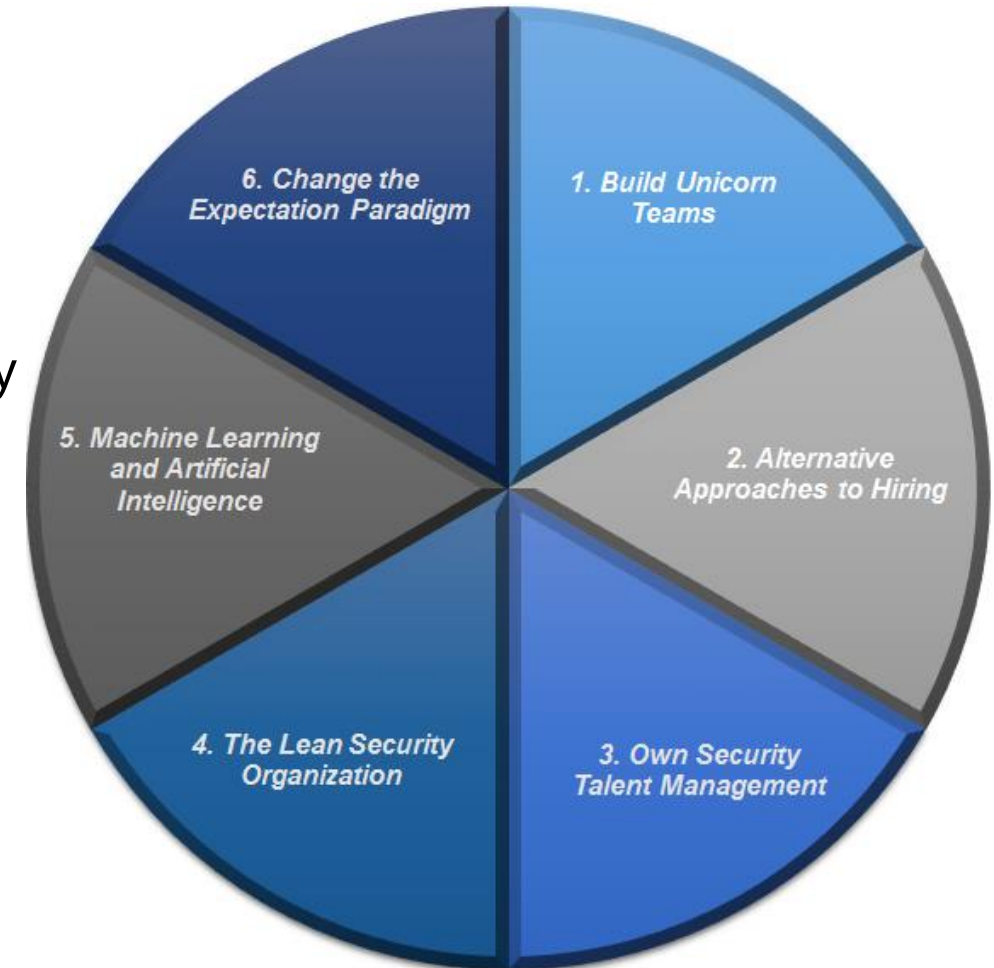 1. Build Unicorn
Teams
2. Alternative
Approaches to Hiring
3. Own Security
Talent Management
4. The Lean Security
Organization
5. Machine Learning
and Artificial
Intelligence
6. Change the
Expectation Paradigm